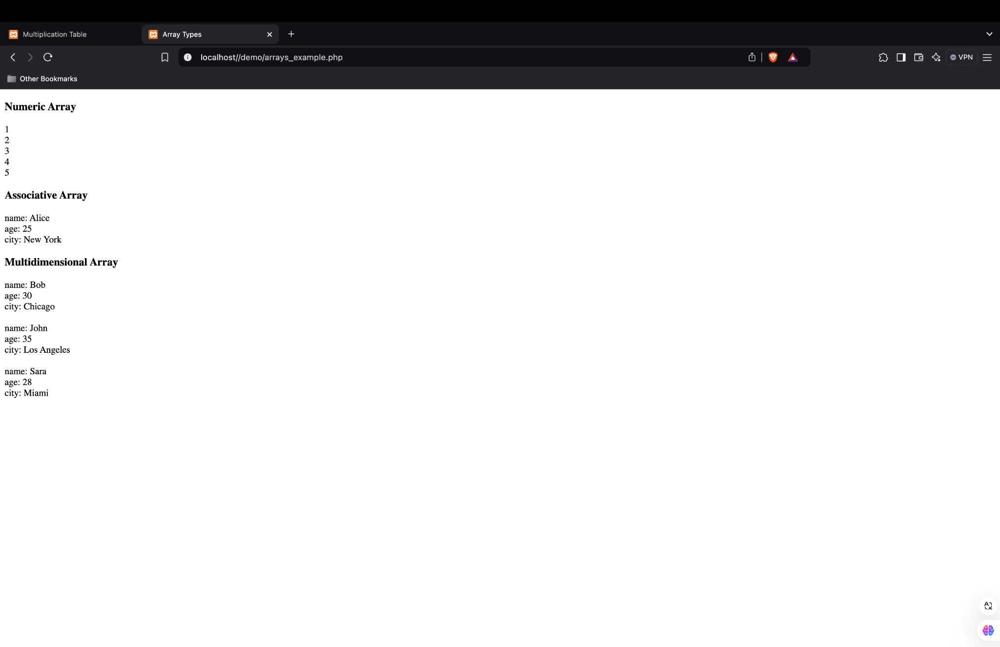 Multiplication Table
Array Types
localhost//demo/arrays_example.php
VPN
Other Bookmarks
Numeric Array
1
2
3
4
5
Associative Array
name: Alice
age: 25
city: New York
Multidimensional Array
name: Bob
age: 30
city: Chicago
name: John
age: 35
city: Los Angeles
name: Sara
age: 28
city: Miami